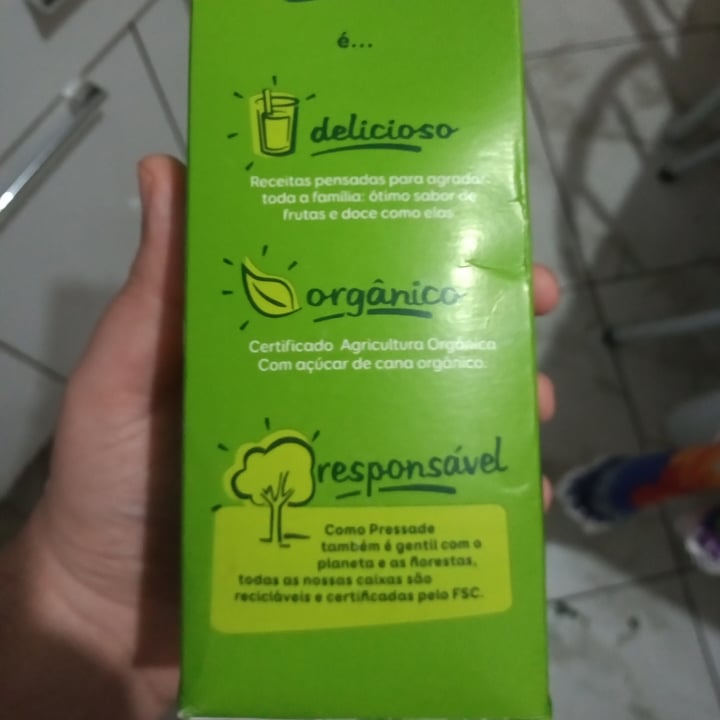 é...
delicioso
Receitas pensadas para agradar
toda a família: ótimo sabor de
frutas e doce como elas
orgânico
Certificado Agricultura Orgânica
Com açúcar de cana orgânico.
responsável
Como Pressade
também é gentil com o
planeta e as florestas,
todas as nossas caixas são
recicláveis e certificadas pelo FSC.